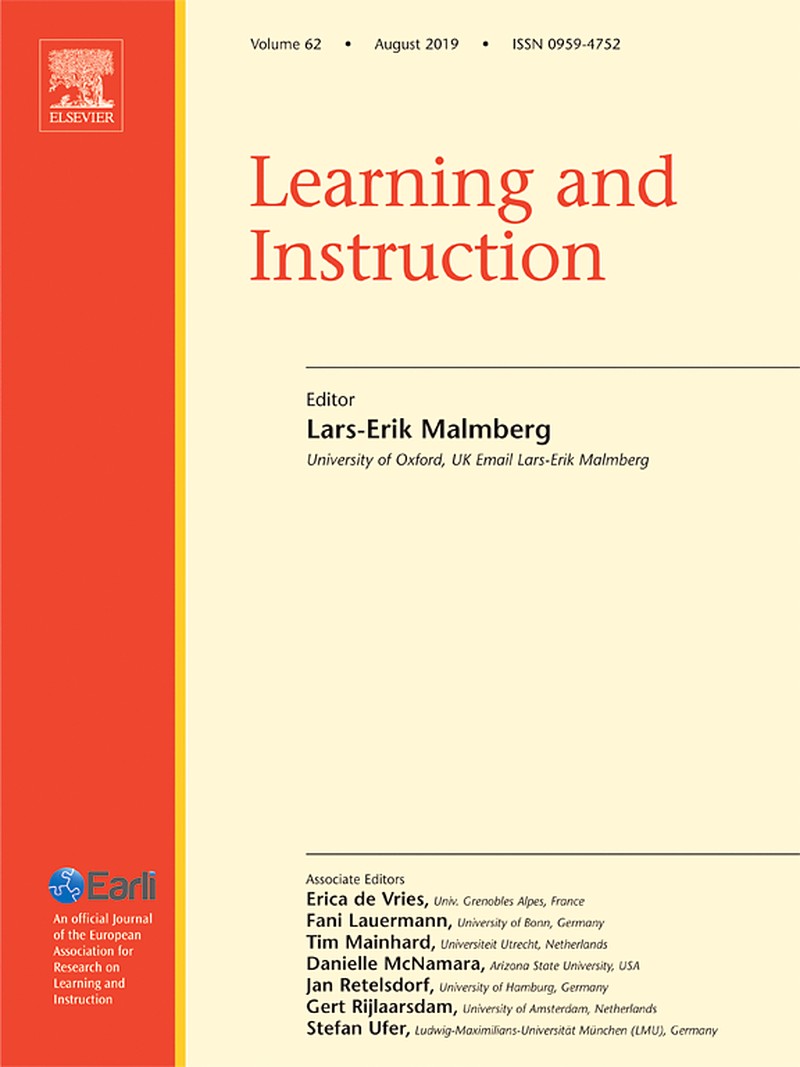 Volume 62 • August 2019 • ISSN 0959-4752
ELSEVIER
Learning and
Instruction
Editor
Lars-Erik Malmberg
University of Oxford, UK Email Lars-Erik Malmberg
Associate Editors
Erica de Vries, Univ. Grenobles Alpes, France
Fani Lauermann, University of Bonn, Germany
Tim Mainhard, Universiteit Utrecht, Netherlands
Danielle McNamara, Arizona State University, USA
Jan Retelsdorf, University of Hamburg, Germany
Gert Rijlaarsdam, University of Amsterdam, Netherlands
Stefan Ufer, Ludwig-Maximilians-Universität München (LMU), Germany
Earli
An official Journal
of the European
Association for
Research on
Learning and
Instruction